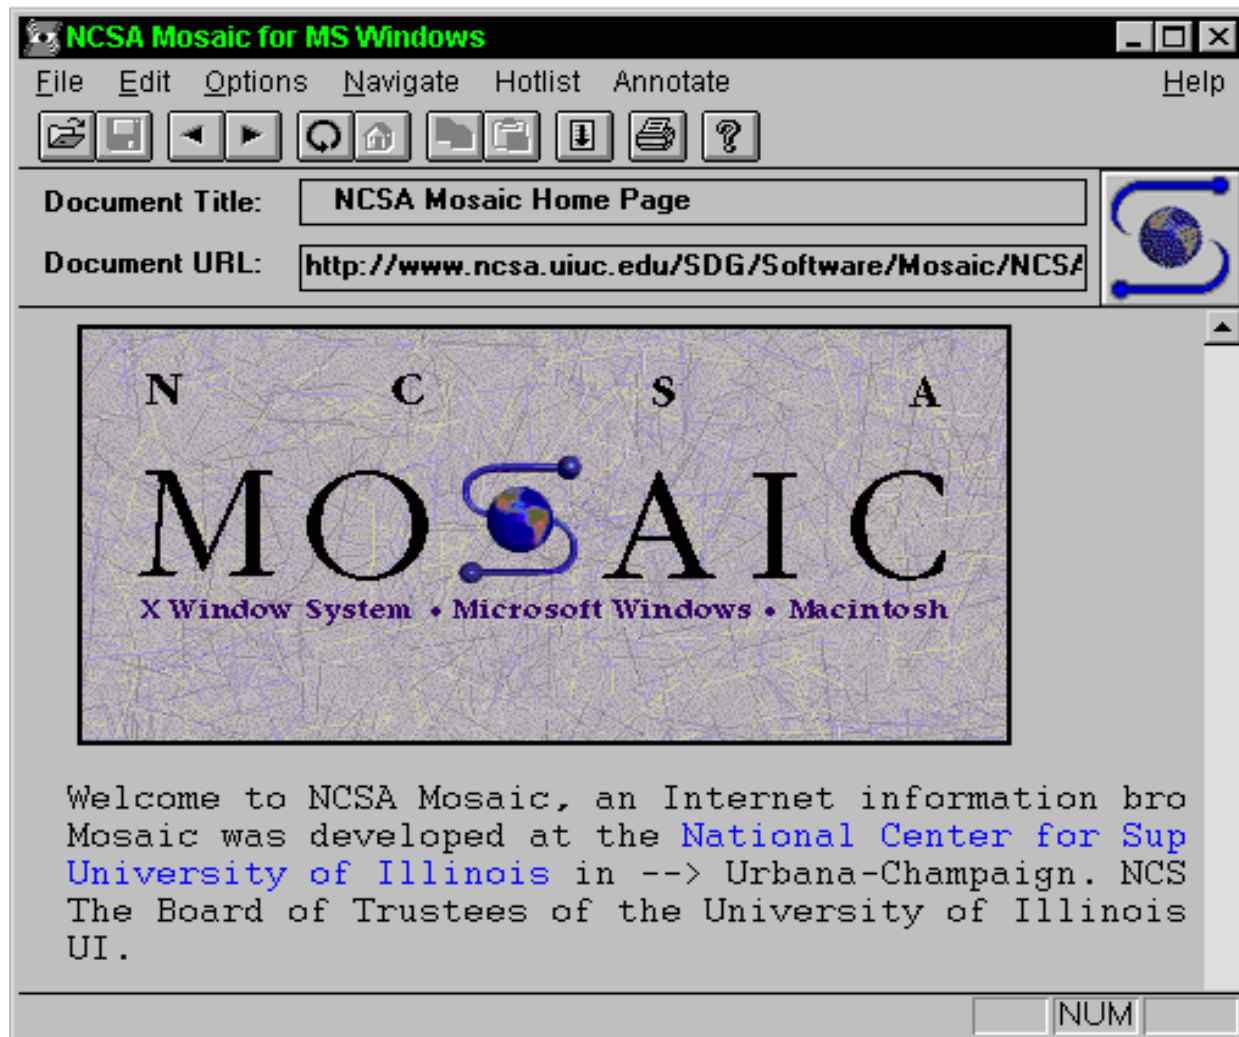 NCSA Mosaic for MS Windows
File Edit Options Navigate Hotlist Annotate Help
Document Title: NCSA Mosaic Home Page
Document URL: http://www.ncsa.uiuc.edu/SDG/Software/Mosaic/NCSA
N C S A
MOSAIC
X Window System • Microsoft Windows • Macintosh
Welcome to NCSA Mosaic, an Internet information bro
Mosaic was developed at the National Center for Sup
University of Illinois in --> Urbana-Champaign. NCS
The Board of Trustees of the University of Illinois
UI.
NUM